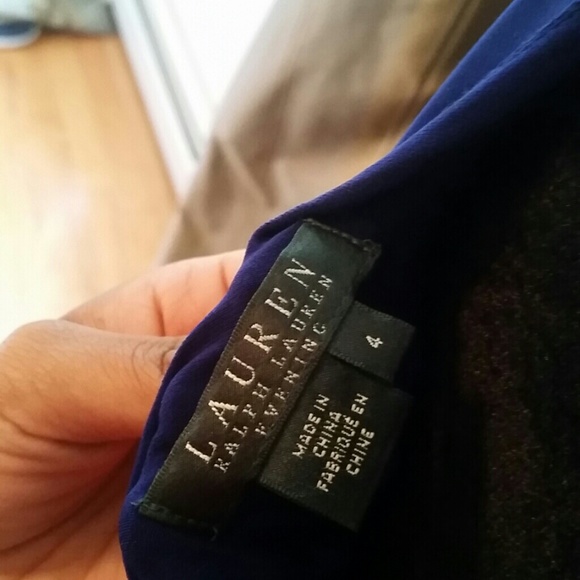 LAUREN
RALPH LAUREN
EVENING
4
MADE IN
CHINA
FABRIQUÉ EN
CHINE